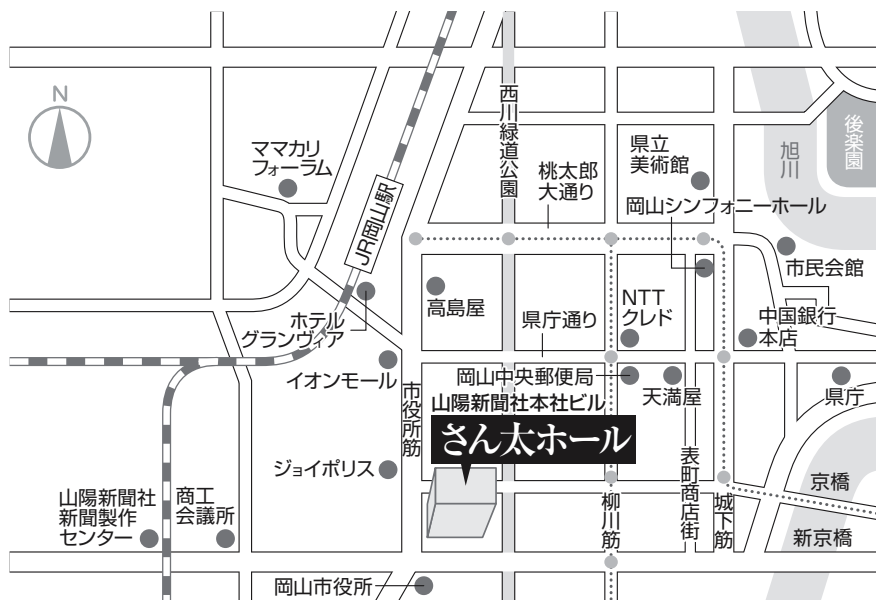 N
ママカリ
フォーラム
JR岡山駅
西川緑道公園
桃太郎
大通り
県立
美術館
旭川
後楽園
岡山シンフォニーホール
市民会館
高島屋
NTT
クレド
中国銀行
本店
ホテル
グランヴィア
県庁通り
イオンモール
岡山中央郵便局
天満屋
県庁
市役所筋
山陽新聞社本社ビル
さん太ホール
ジョイポリス
表町商店街
京橋
山陽新聞社
新聞製作
センター
商工
会議所
柳川筋
城下筋
新京橋
岡山市役所